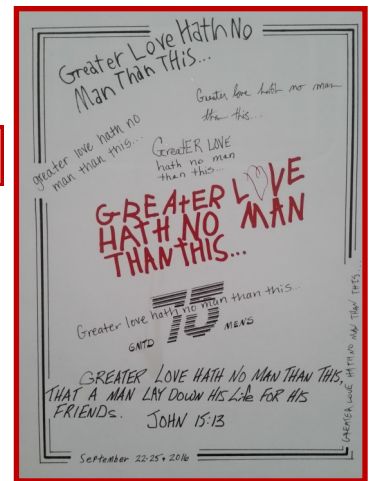 Greater Love Hath No
Man Than THIS...
Greater love hath no man
than this...
greater love hath no
man than this...
GreatER LOVE
hath no man
than this...
GREAtER LOVE
HATH NO MAN
THAN tHIS...
75
Greater love hath no man than this...
GMTD MENS
GREATER LOVE HATH NO MAN THAN THIS,
THAT A MAN LAY DOWN HIS Life FOR HIS
FRIENDS. JOHN 15:13
GREATER LOVE HATH NO MAN THAN THIS...
September 22-25, 2016